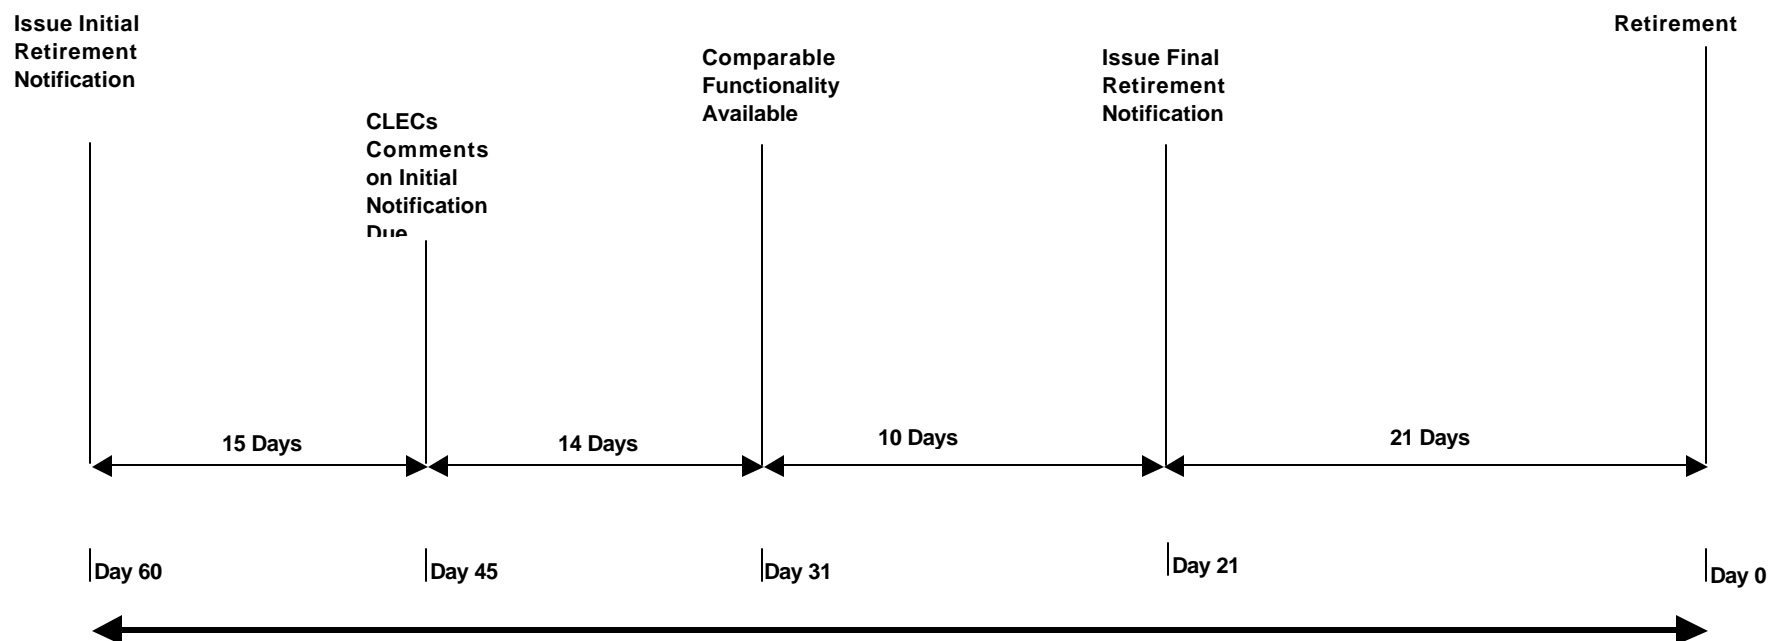 Issue Initial
Retirement
Notification
CLECs
Comments
on Initial
Notification
Due
Comparable
Functionality
Available
Issue Final
Retirement
Notification
Retirement
15 Days
14 Days
10 Days
21 Days
Day 60
Day 45
Day 31
Day 21
Day 0